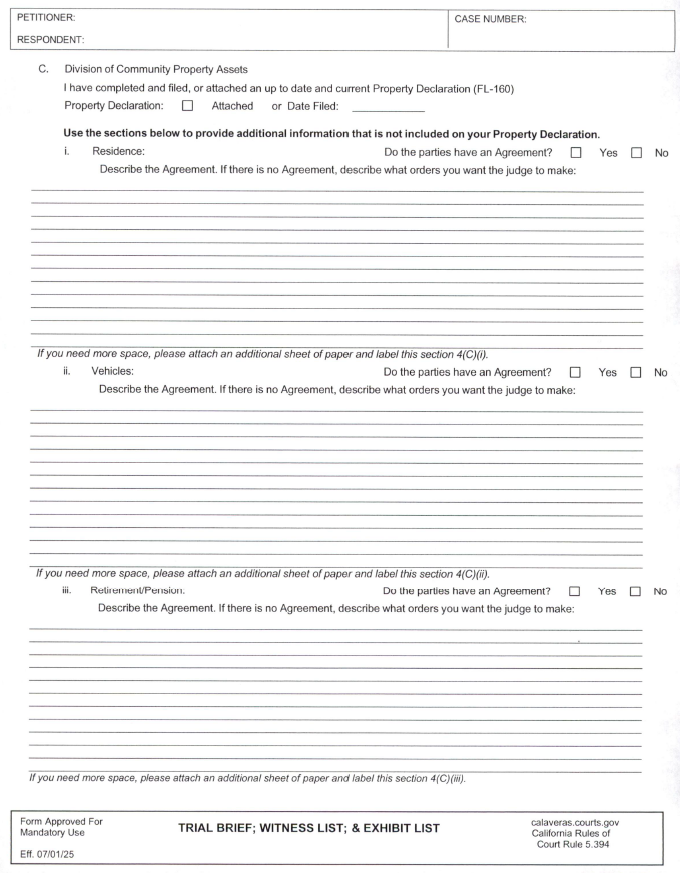 PETITIONER:
CASE NUMBER:
RESPONDENT:
C. Division of Community Property Assets
I have completed and filed, or attached an up to date and current Property Declaration (FL-160)
Property Declaration: ☐ Attached or Date Filed: ____________
Use the sections below to provide additional information that is not included on your Property Declaration.
i. Residence: Do the parties have an Agreement? ☐ Yes ☐ No
Describe the Agreement. If there is no Agreement, describe what orders you want the judge to make:
If you need more space, please attach an additional sheet of paper and label this section 4(C)(i).
ii. Vehicles: Do the parties have an Agreement? ☐ Yes ☐ No
Describe the Agreement. If there is no Agreement, describe what orders you want the judge to make:
If you need more space, please attach an additional sheet of paper and label this section 4(C)(ii).
iii. Retirement/Pension: Do the parties have an Agreement? ☐ Yes ☐ No
Describe the Agreement. If there is no Agreement, describe what orders you want the judge to make:
If you need more space, please attach an additional sheet of paper and label this section 4(C)(iii).
Form Approved For
Mandatory Use
Eff. 07/01/25
TRIAL BRIEF; WITNESS LIST; & EXHIBIT LIST
calaveras.courts.gov
California Rules of
Court Rule 5.394